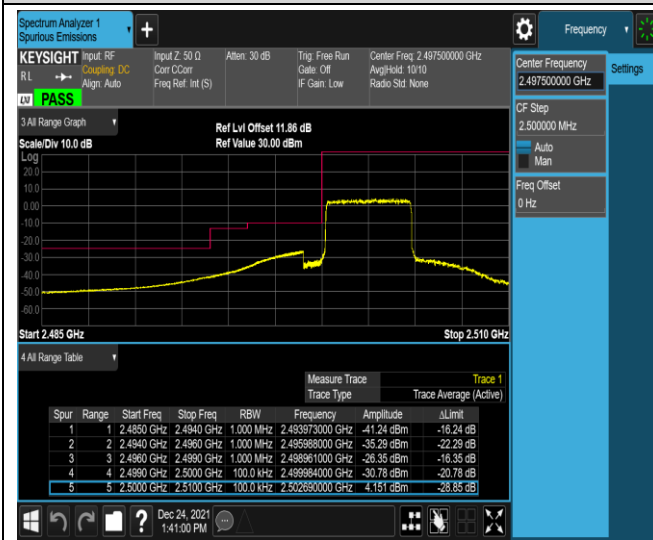 Spectrum Analyzer 1
Spurious Emissions
Frequency
KEYSIGHT
Input: RF
Coupling: DC
Align: Auto
Input Z: 50 Ω
Corr CCorr
Freq Ref: Int (S)
Atten: 30 dB
Trig: Free Run
Gate: Off
IF Gain: Low
Center Freq: 2.497500000 GHz
Avg|Hold: 10/10
Radio Std: None
R L
LXI
PASS
Center Frequency
2.497500000 GHz
Settings
CF Step
2.500000 MHz
Auto
Man
Freq Offset
0 Hz
3 All Range Graph
Ref Lvl Offset 11.86 dB
Scale/Div 10.0 dB
Ref Value 30.00 dBm
Log
20.0
10.0
0.00
-10.0
-20.0
-30.0
-40.0
-50.0
-60.0
Start 2.485 GHz
Stop 2.510 GHz
4 All Range Table
Measure Trace Trace 1
Trace Type Trace Average (Active)
Spur Range Start Freq Stop Freq RBW Frequency Amplitude ΔLimit
1 1 2.4850 GHz 2.4940 GHz 1.000 MHz 2.493973000 GHz -41.24 dBm -16.24 dB
2 2 2.4940 GHz 2.4960 GHz 1.000 MHz 2.495988000 GHz -35.29 dBm -22.29 dB
3 3 2.4960 GHz 2.4990 GHz 1.000 MHz 2.498961000 GHz -26.35 dBm -16.35 dB
4 4 2.4990 GHz 2.5000 GHz 100.0 kHz 2.499984000 GHz -30.78 dBm -20.78 dB
5 5 2.5000 GHz 2.5100 GHz 100.0 kHz 2.502690000 GHz 4.151 dBm -28.85 dB
?
Dec 24, 2021
1:41:00 PM